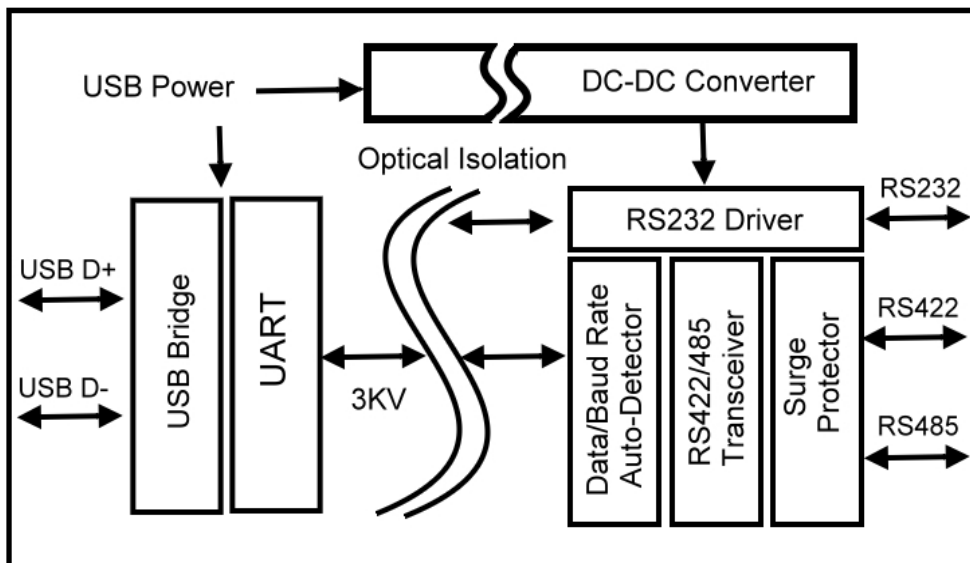 USB Power
DC-DC Converter
Optical Isolation
RS232 Driver
RS232
USB D+
USB D-
USB Bridge
UART
3KV
Data/Baud Rate
Auto-Detector
RS422/485
Transceiver
Surge
Protector
RS422
RS485